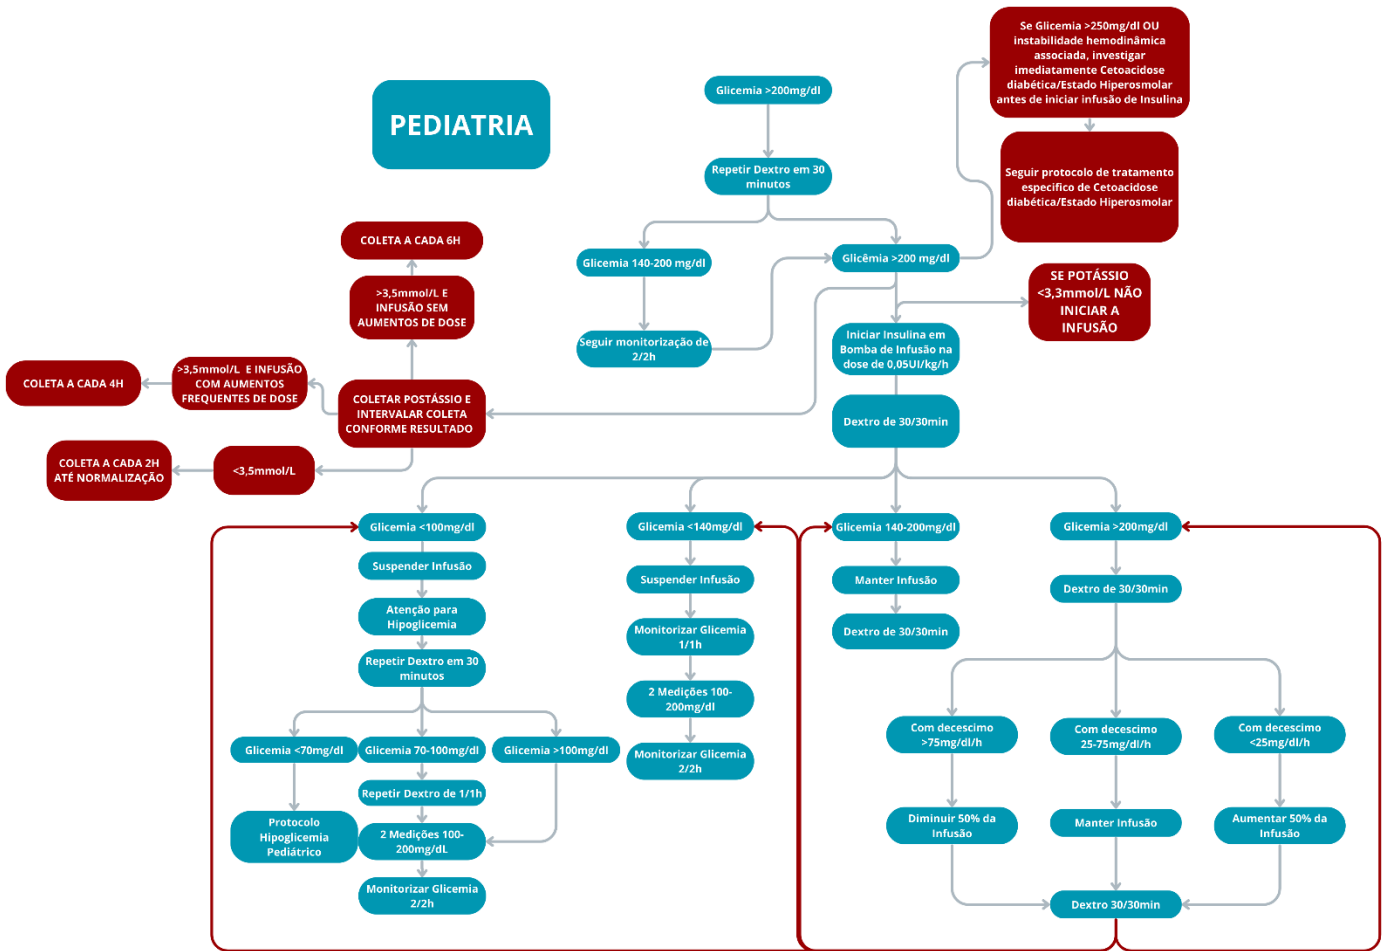 PEDIATRIA
Glicemia >200mg/dl
Repetir Dextro em 30
minutos
Se Glicemia >250mg/dl OU
instabilidade hemodinâmica
associada, investigar
imediatamente Cetoacidose
diabética/Estado Hiperosmolar
antes de iniciar infusão de Insulina
Seguir protocolo de tratamento
especifico de Cetoacidose
diabética/Estado Hiperosmolar
Glicemia 140-200 mg/dl
Glicêmia >200 mg/dl
Seguir monitorização de
2/2h
SE POTÁSSIO
<3,3mmol/L NÃO
INICIAR A
INFUSÃO
Iniciar Insulina em
Bomba de Infusão na
dose de 0,05UI/kg/h
Dextro de 30/30min
COLETA A CADA 6H
>3,5mmol/L E
INFUSÃO SEM
AUMENTOS DE DOSE
COLETA A CADA 4H
>3,5mmol/L E INFUSÃO
COM AUMENTOS
FREQUENTES DE DOSE
COLETAR POSTÁSSIO E
INTERVALAR COLETA
CONFORME RESULTADO
COLETA A CADA 2H
ATÉ NORMALIZAÇÃO
<3,5mmol/L
Glicemia <100mg/dl
Suspender Infusão
Atenção para
Hipoglicemia
Repetir Dextro em 30
minutos
Glicemia <70mg/dl
Glicemia 70-100mg/dl
Glicemia >100mg/dl
Protocolo
Hipoglicemia
Pediátrico
Repetir Dextro de 1/1h
2 Medições 100-
200mg/dL
Monitorizar Glicemia
2/2h
Glicemia <140mg/dl
Suspender Infusão
Monitorizar Glicemia
1/1h
2 Medições 100-
200mg/dl
Monitorizar Glicemia
2/2h
Glicemia 140-200mg/dl
Manter Infusão
Dextro de 30/30min
Glicemia >200mg/dl
Dextro de 30/30min
Com decescimo
>75mg/dl/h
Com decescimo
25-75mg/dl/h
Com decescimo
<25mg/dl/h
Diminuir 50% da
Infusão
Manter Infusão
Aumentar 50% da
Infusão
Dextro 30/30min